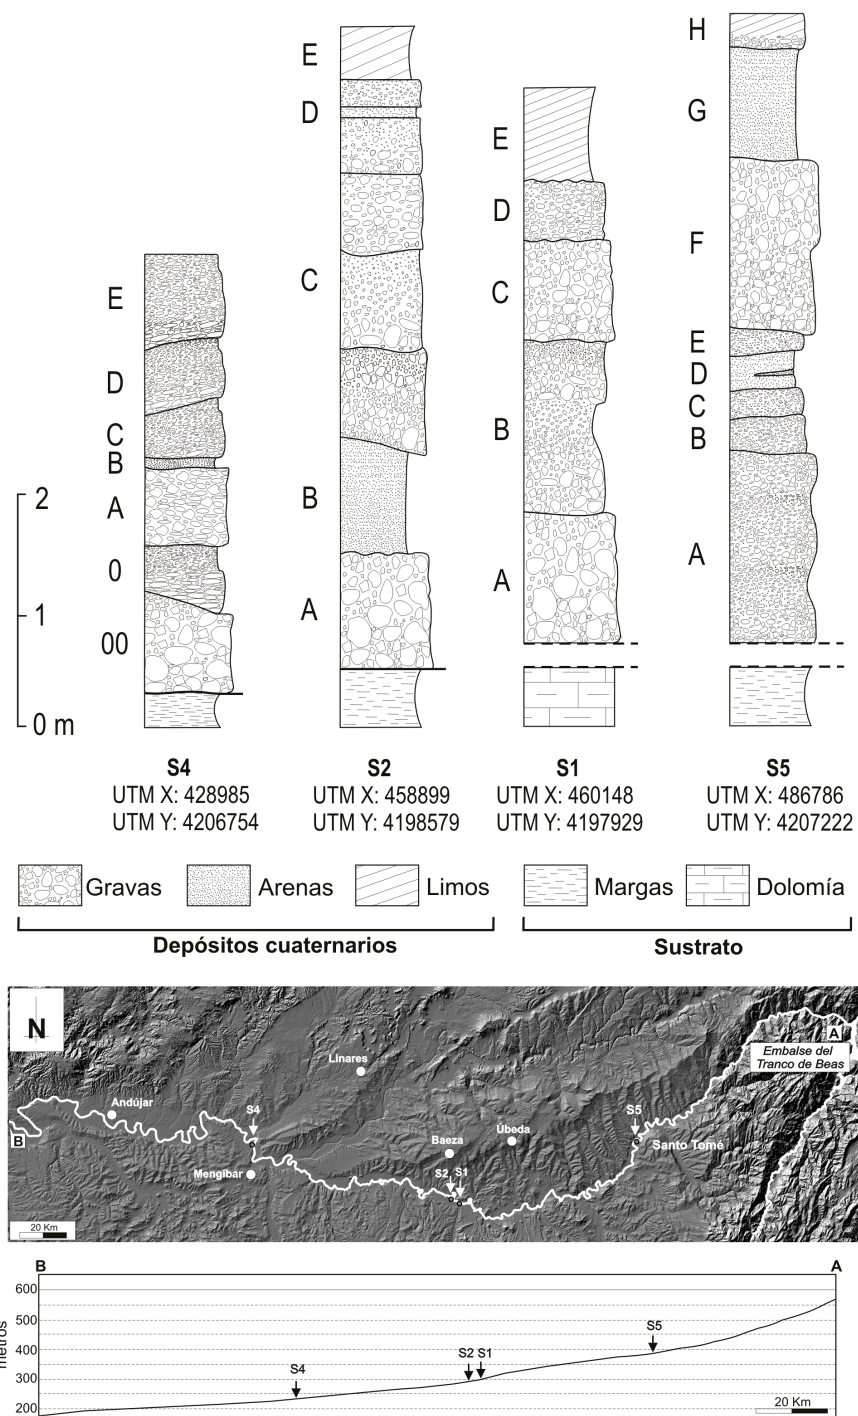 E
D
C
B
A
0
00
2
1
0 m
E
D
C
B
A
E
D
C
B
A
H
G
F
E
D
C
B
A
S4
UTM X: 428985
UTM Y: 4206754
S2
UTM X: 458899
UTM Y: 4198579
S1
UTM X: 460148
UTM Y: 4197929
S5
UTM X: 486786
UTM Y: 4207222
Gravas
Arenas
Limos
Margas
Dolomía
Depósitos cuaternarios
Sustrato
N
A
Embalse del
Tranco de Beas
Linares
Andújar
S4
S5
B
Baeza
Úbeda
Santo Tomé
Mengíbar
S2 S1
20 Km
B
A
metros
600
500
400
300
200
S4
S2 S1
S5
20 Km